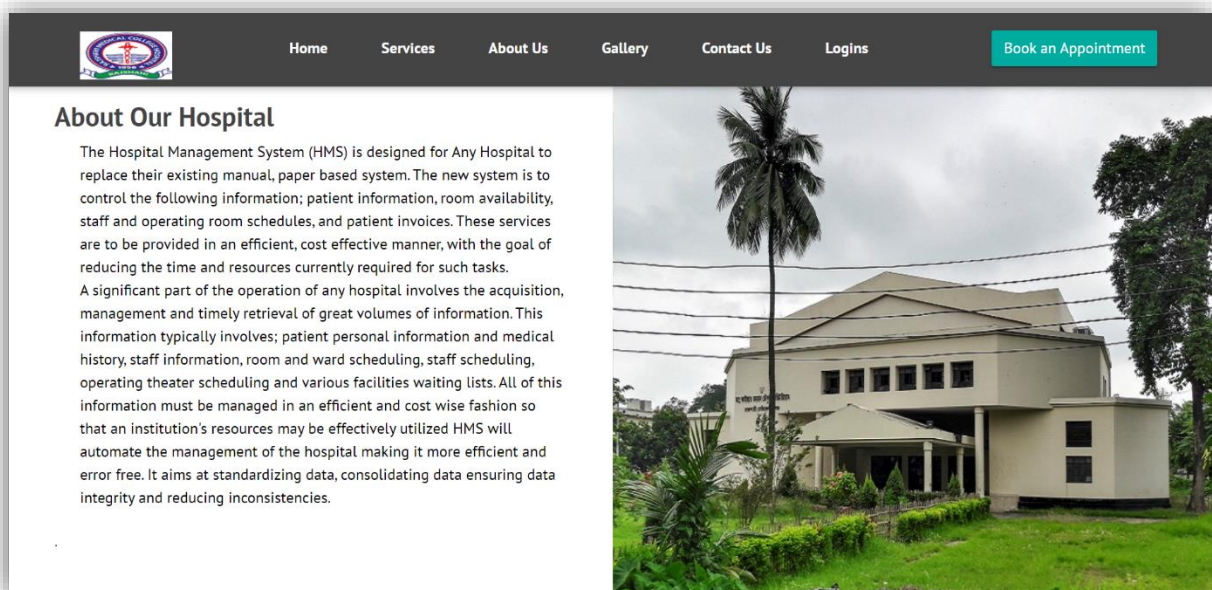 MEDICAL COLLEGE
RAJSHAHI
Home Services About Us Gallery Contact Us Logins Book an Appointment
About Our Hospital
The Hospital Management System (HMS) is designed for Any Hospital to
replace their existing manual, paper based system. The new system is to
control the following information; patient information, room availability,
staff and operating room schedules, and patient invoices. These services
are to be provided in an efficient, cost effective manner, with the goal of
reducing the time and resources currently required for such tasks.
A significant part of the operation of any hospital involves the acquisition,
management and timely retrieval of great volumes of information. This
information typically involves; patient personal information and medical
history, staff information, room and ward scheduling, staff scheduling,
operating theater scheduling and various facilities waiting lists. All of this
information must be managed in an efficient and cost wise fashion so
that an institution's resources may be effectively utilized HMS will
automate the management of the hospital making it more efficient and
error free. It aims at standardizing data, consolidating data ensuring data
integrity and reducing inconsistencies.
.